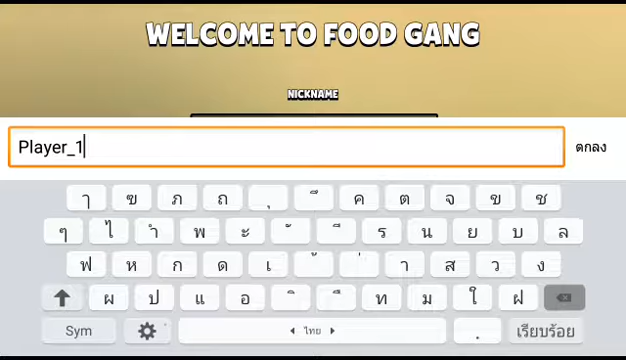 WELCOME TO FOOD GANG
NICKNAME
Player_1
ตกลง
ๅ ฃ ภ ถ ุ ึ ค ต จ ข ช
ๆ ไ ำ พ ะ ั ี ร น ย บ ล
ฟ ห ก ด เ ้ ่ า ส ว ง
ผ ป แ อ ิ ื ท ม ใ ฝ
Sym ไทย . เรียบร้อย